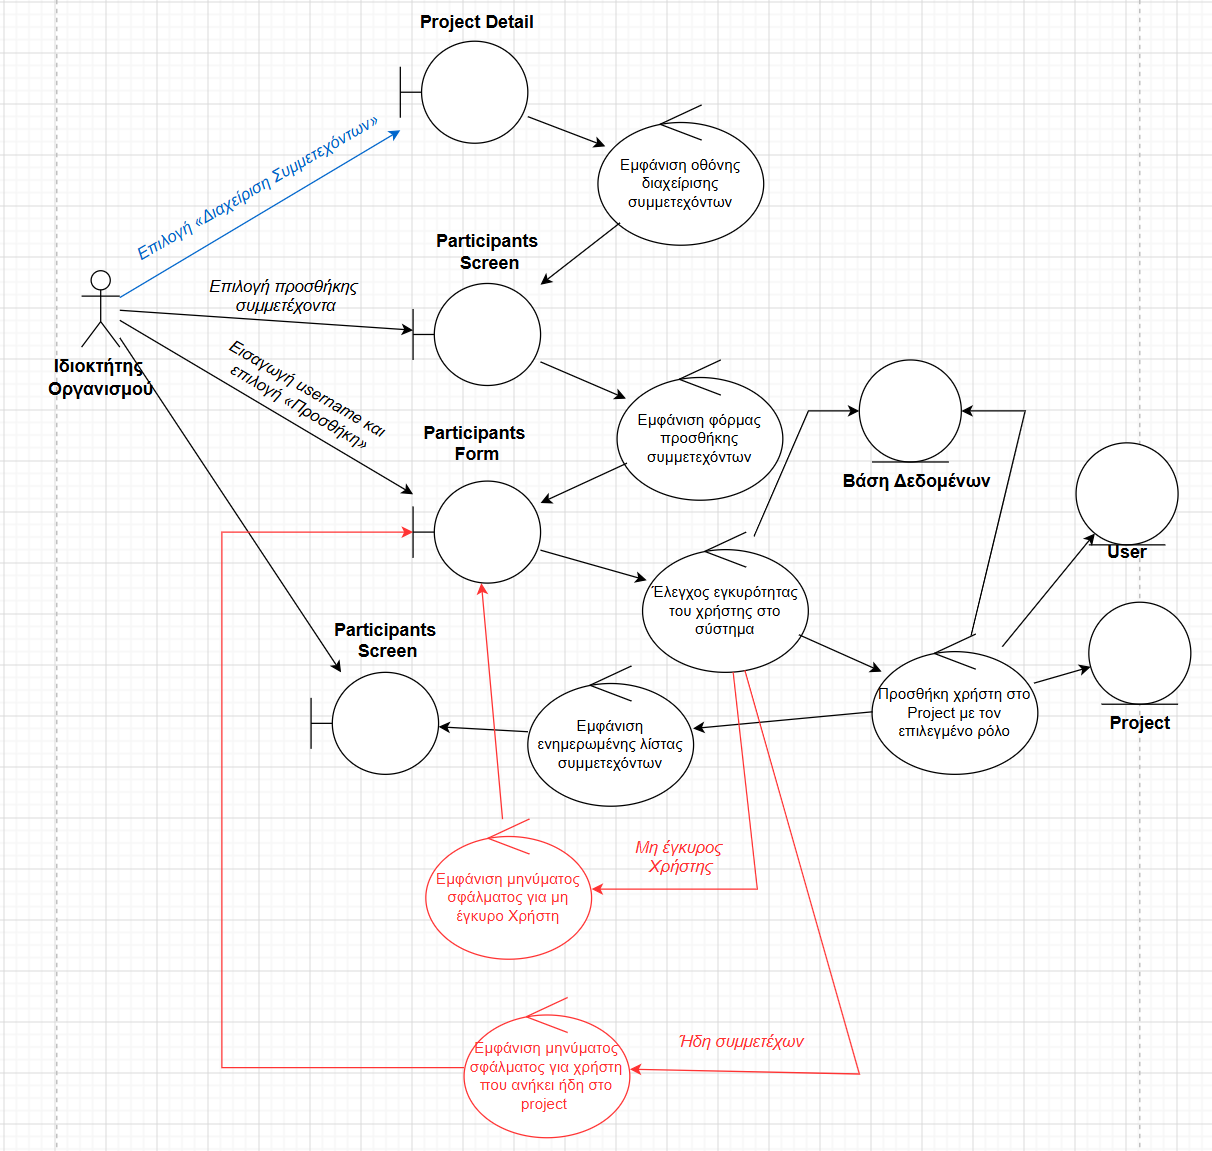 Project Detail
Επιλογή «Διαχείριση Συμμετεχόντων»
Εμφάνιση οθόνης
διαχείρισης
συμμετεχόντων
Participants
Screen
Επιλογή προσθήκης
συμμετέχοντα
Ιδιοκτήτης
Οργανισμού
Εισαγωγή username και
επιλογή «Προσθήκη»
Εμφάνιση φόρμας
προσθήκης
συμμετεχόντων
Participants
Form
Βάση Δεδομένων
User
Έλεγχος εγκυρότητας
του χρήστης στο
σύστημα
Participants
Screen
Προσθήκη χρήστη στο
Project με τον
επιλεγμένο ρόλο
Project
Εμφάνιση
ενημερωμένης λίστας
συμμετεχόντων
Μη έγκυρος
Χρήστης
Εμφάνιση μηνύματος
σφάλματος για μη
έγκυρο Χρήστη
Ήδη συμμετέχων
Εμφάνιση μηνύματος
σφάλματος για χρήστη
που ανήκει ήδη στο
project